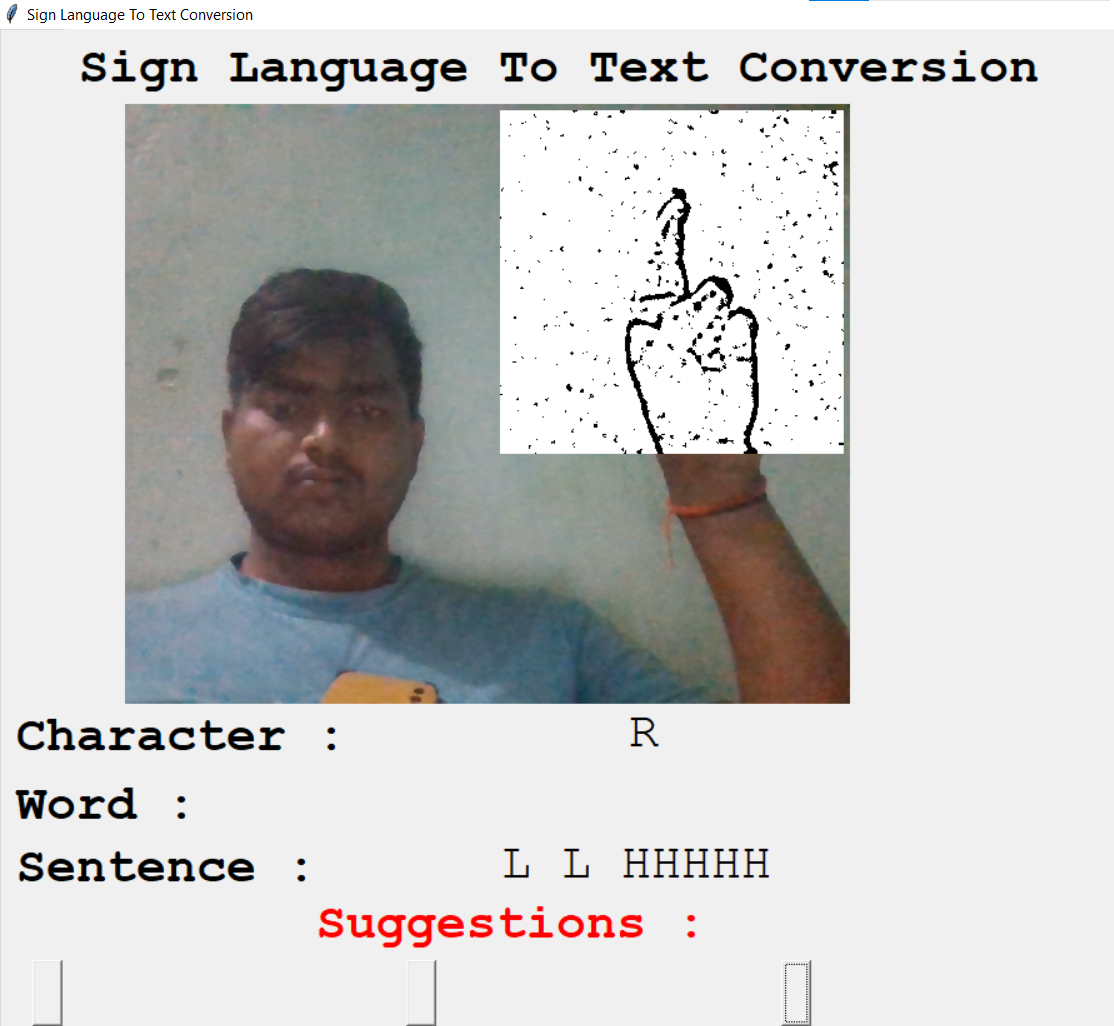 Sign Language To Text Conversion
Sign Language To Text Conversion
Character : R
Word :
Sentence : L L HHHHH
Suggestions :